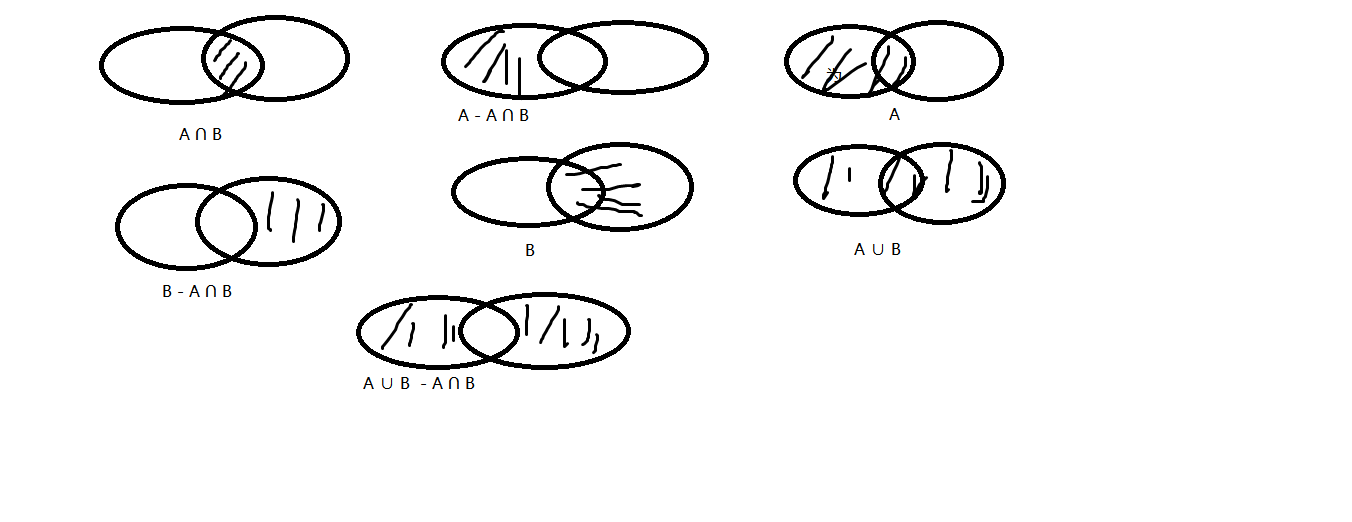 A ∩ B
A - A ∩ B
A
B - A ∩ B
B
A ∪ B
A ∪ B - A ∩ B